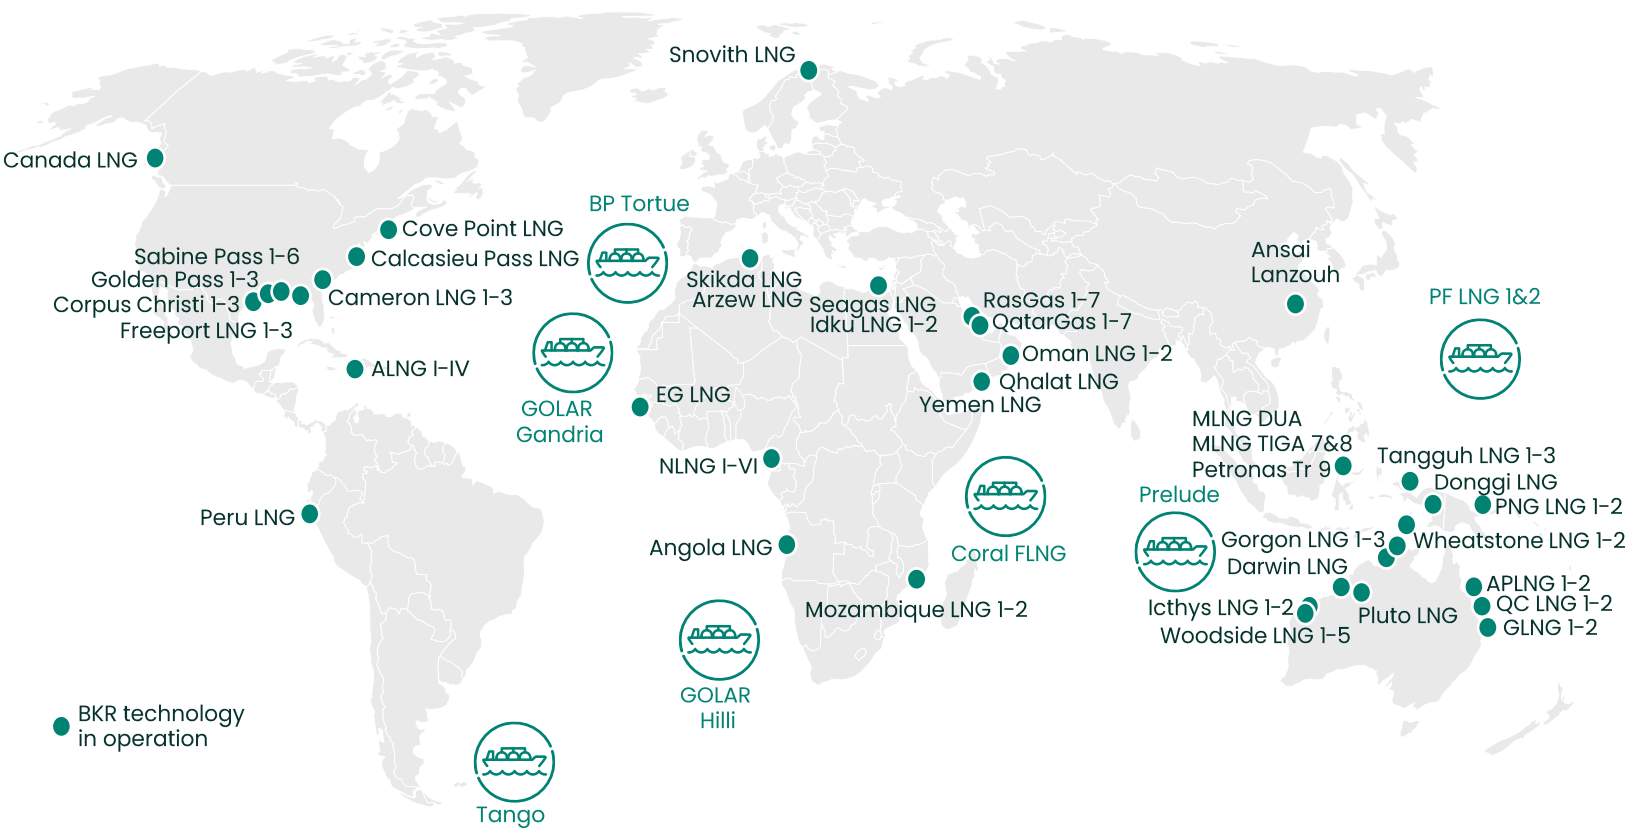 Snovith LNG
Canada LNG
BP Tortue
Cove Point LNG
Sabine Pass 1-6
Calcasieu Pass LNG
Golden Pass 1-3
Corpus Christi 1-3
Cameron LNG 1-3
Freeport LNG 1-3
ALNG I-IV
Skikda LNG
Arzew LNG
Seagas LNG
Idku LNG 1-2
RasGas 1-7
QatarGas 1-7
Oman LNG 1-2
Qhalat LNG
Yemen LNG
Ansai
Lanzouh
PF LNG 1&2
GOLAR
Gandria
EG LNG
NLNG I-VI
MLNG DUA
MLNG TIGA 7&8
Petronas Tr 9
Tangguh LNG 1-3
Donggi LNG
PNG LNG 1-2
Prelude
Peru LNG
Angola LNG
Coral FLNG
Gorgon LNG 1-3
Wheatstone LNG 1-2
Darwin LNG
Mozambique LNG 1-2
Icthys LNG 1-2
Woodside LNG 1-5
Pluto LNG
APLNG 1-2
QC LNG 1-2
GLNG 1-2
GOLAR
Hilli
BKR technology
in operation
Tango